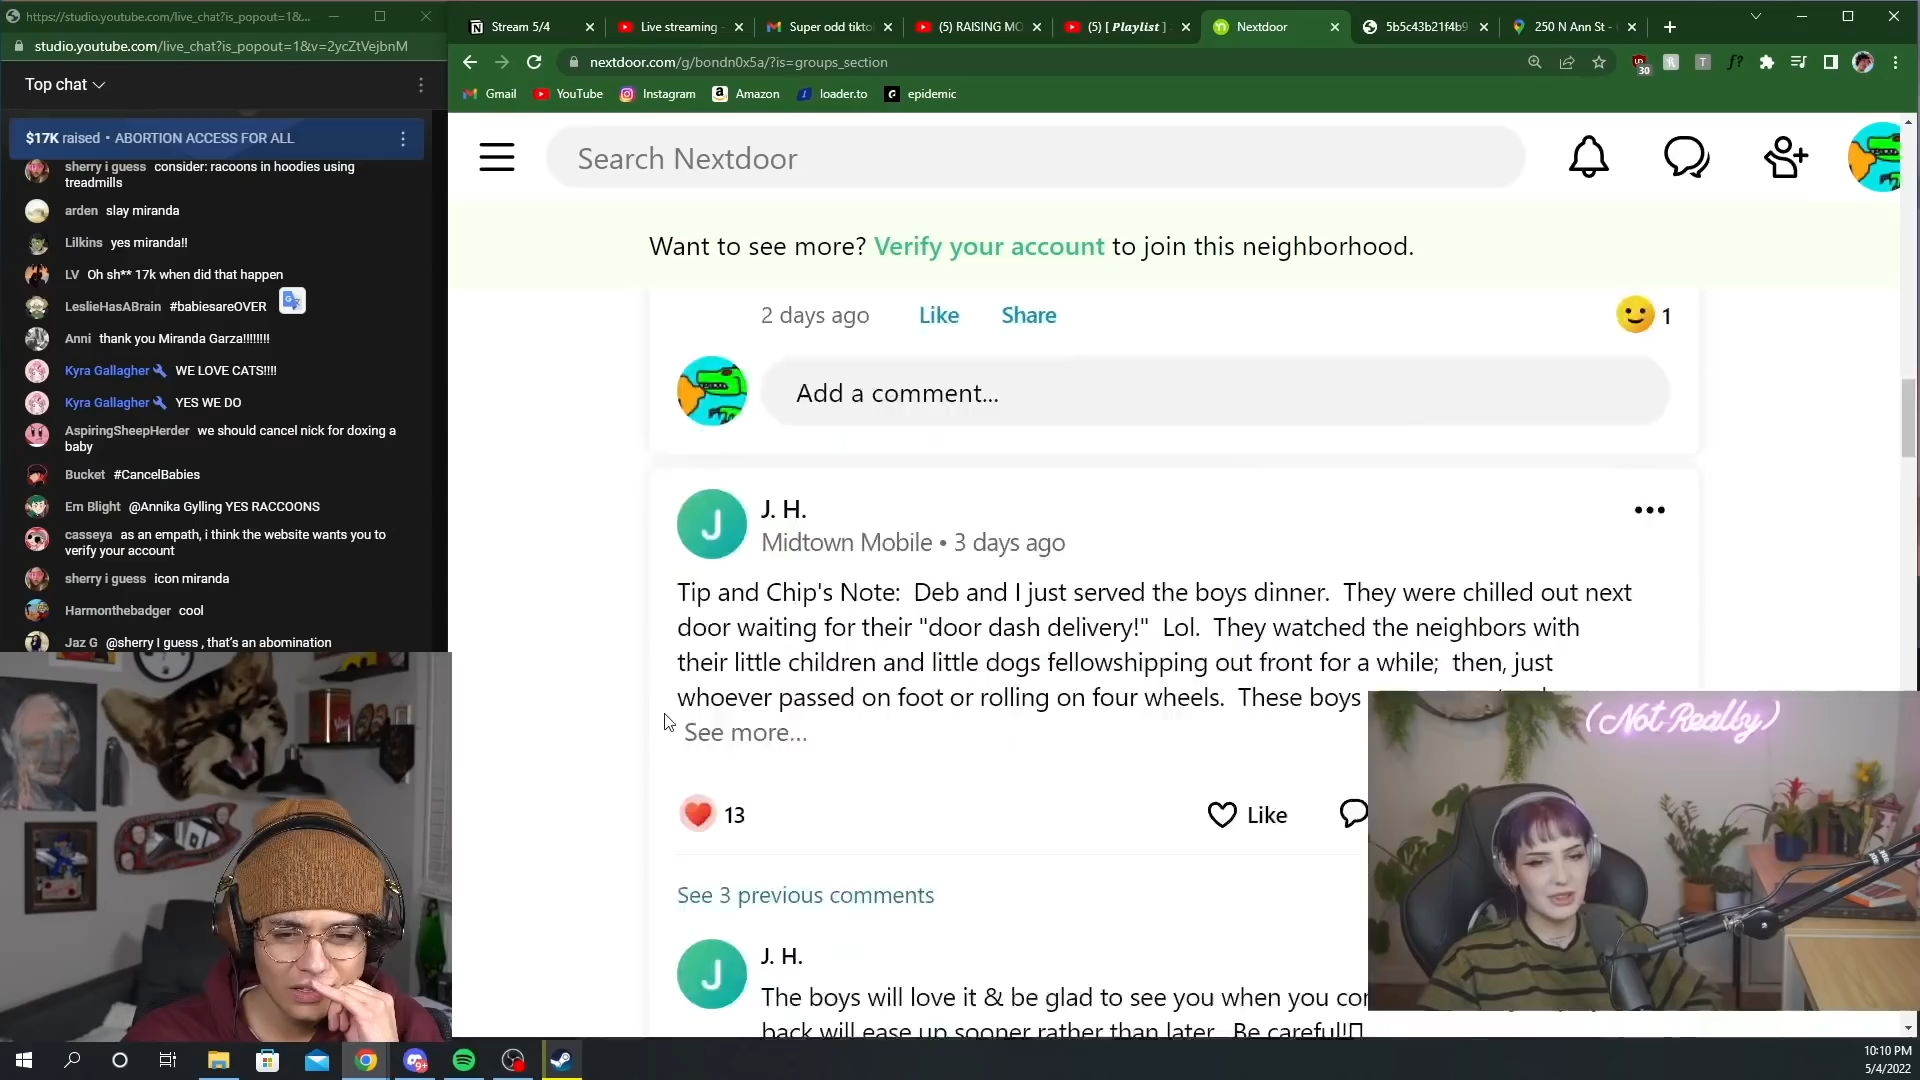 https://studio.youtube.com/live_chat?is_popout=1&...
studio.youtube.com/live_chat?is_popout=1&v=2ycZtVejbnM
Top chat
$17K raised • ABORTION ACCESS FOR ALL
sherry i guess consider: racoons in hoodies using
treadmills
arden slay miranda
Lilkins yes miranda!!
LV Oh sh** 17k when did that happen
LeslieHasABrain #babiesareOVER
Anni thank you Miranda Garza!!!!!!!!
Kyra Gallagher WE LOVE CATS!!!!
Kyra Gallagher YES WE DO
AspiringSheepHerder we should cancel nick for doxing a
baby
Bucket #CancelBabies
Em Blight @Annika Gylling YES RACCOONS
casseya as an empath, i think the website wants you to
verify your account
sherry i guess icon miranda
Harmonthebadger cool
Jaz G @sherry I guess , that's an abomination
Stream 5/4
Live streaming -
Super odd tikto
(5) RAISING MO
(5) [ Playlist ]
Nextdoor
5b5c43b21f4b9
250 N Ann St -
nextdoor.com/g/bondn0x5a/?is=groups_section
30
Gmail YouTube Instagram Amazon loader.to epidemic
Search Nextdoor
Want to see more? Verify your account to join this neighborhood.
2 days ago Like Share 1
Add a comment...
J. H.
Midtown Mobile • 3 days ago
Tip and Chip's Note: Deb and I just served the boys dinner. They were chilled out next
door waiting for their "door dash delivery!" Lol. They watched the neighbors with
their little children and little dogs fellowshipping out front for a while; then, just
whoever passed on foot or rolling on four wheels. These boys
See more...
13 Like
See 3 previous comments
J. H.
The boys will love it & be glad to see you when you
back will ease up sooner rather than later. Be careful!
(Not Really)
10:10 PM
5/4/2022